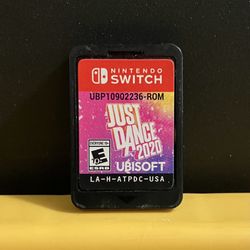 NINTENDO
SWITCH
UBP10902236-ROM
JUST
DANCE
2020
EVERYONE 10+
E
ESRB
UBISOFT
LA-H-ATPDC-USA